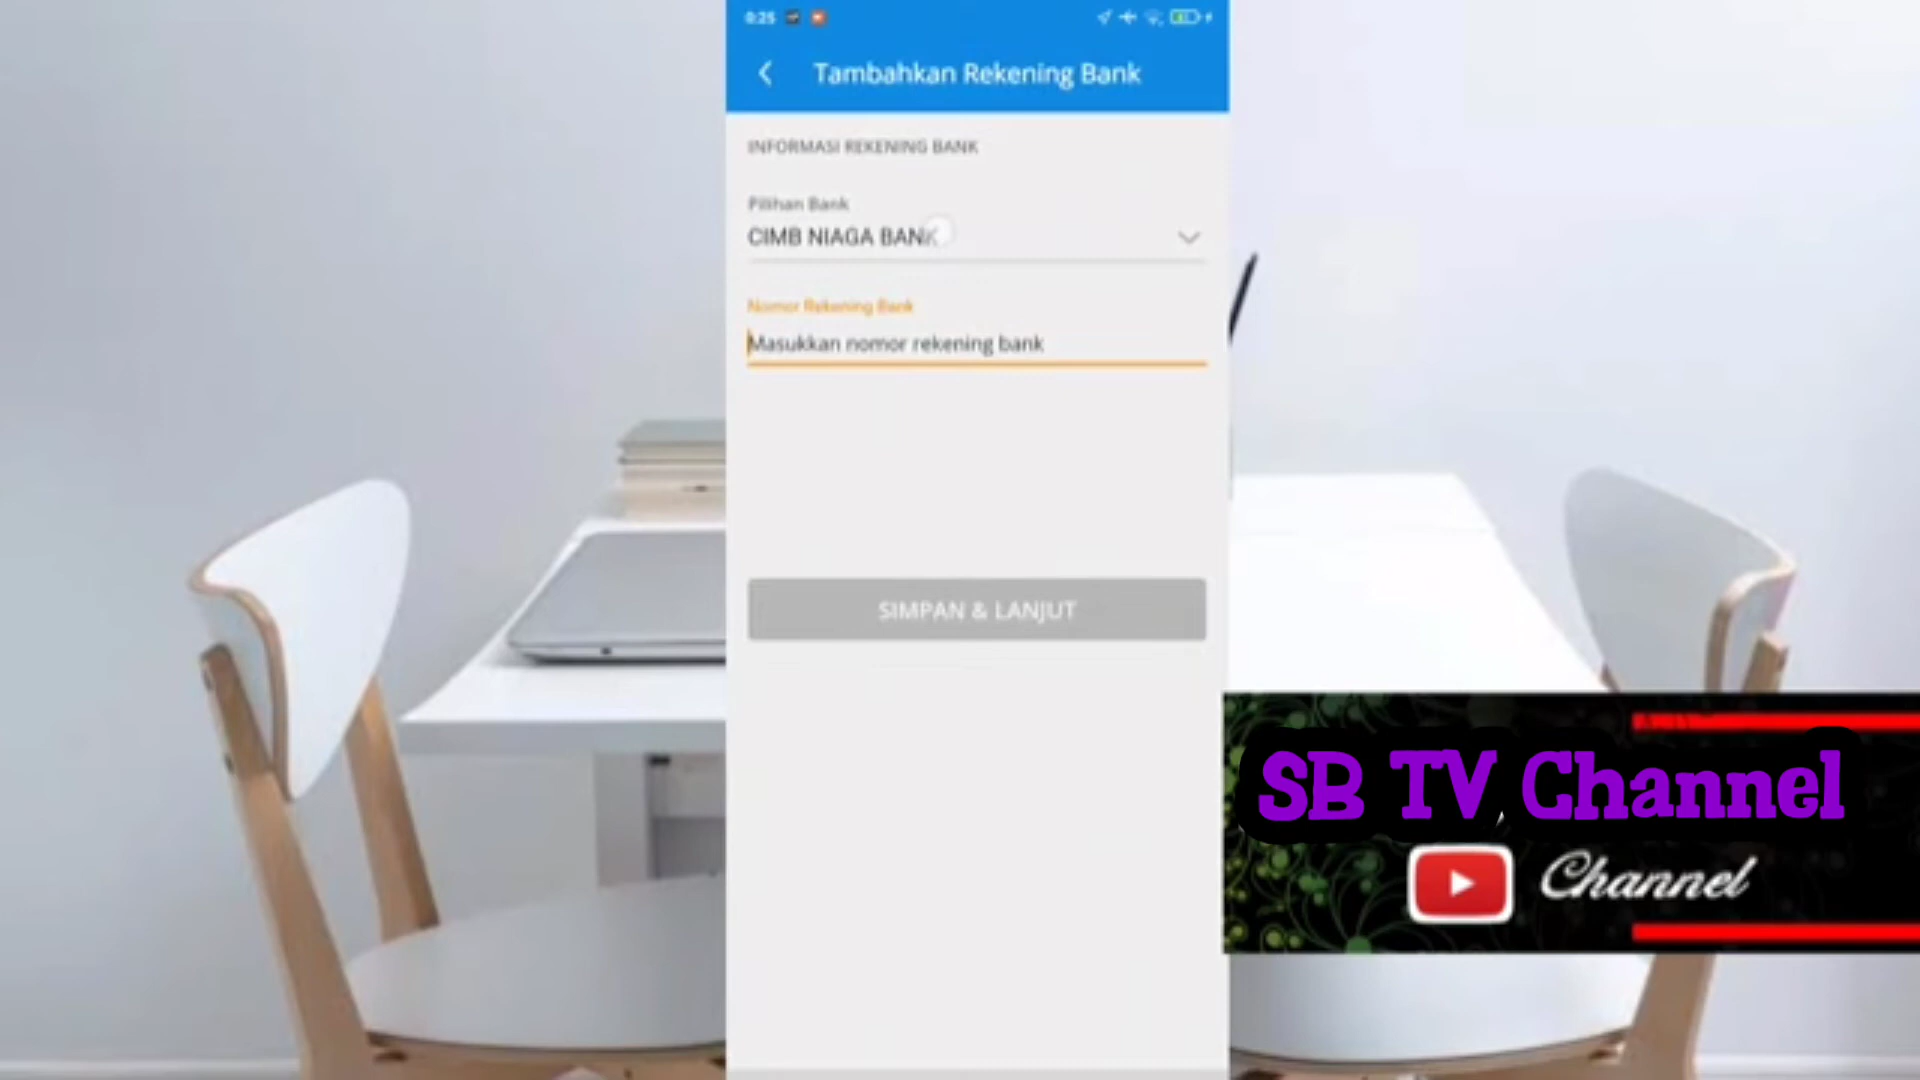 0:25
Tambahkan Rekening Bank
INFORMASI REKENING BANK
Pilihan Bank
CIMB NIAGA BANK
Nomor Rekening Bank
Masukkan nomor rekening bank
SIMPAN & LANJUT
SB TV Channel
Channel